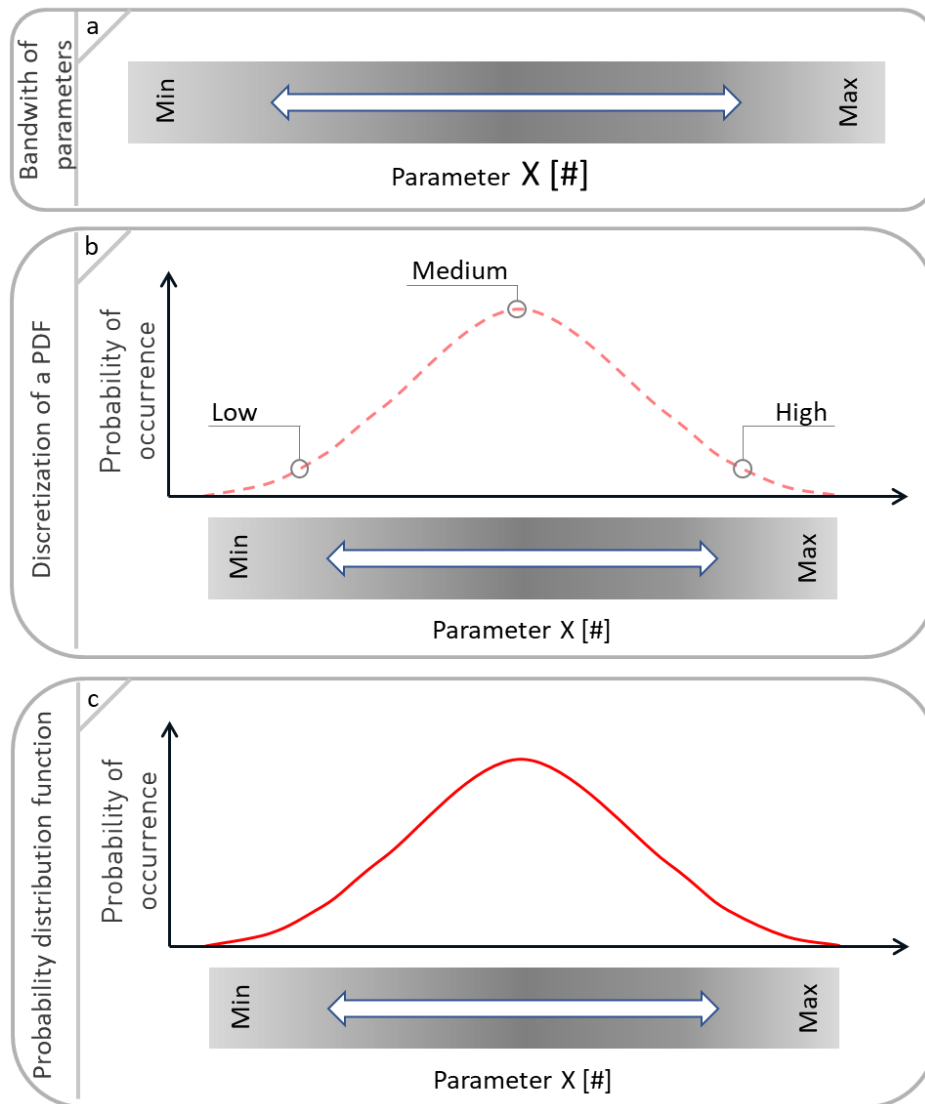 a
Bandwith of
parameters
Min
Max
Parameter X [#]
b
Discretization of a PDF
Probability of
occurrence
Medium
Low
High
Min
Max
Parameter X [#]
c
Probability distribution function
Probability of
occurrence
Min
Max
Parameter X [#]